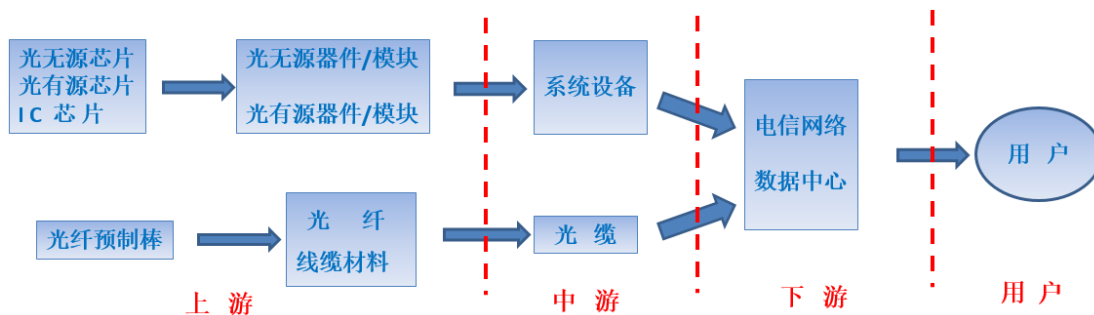 光无源芯片
光有源芯片
IC 芯 片
光无源器件/模块
光有源器件/模块
系统设备
电信网络
数据中心
用 户
光纤预制棒
光 纤
线缆材料
光 缆
上 游
中 游
下 游
用 户